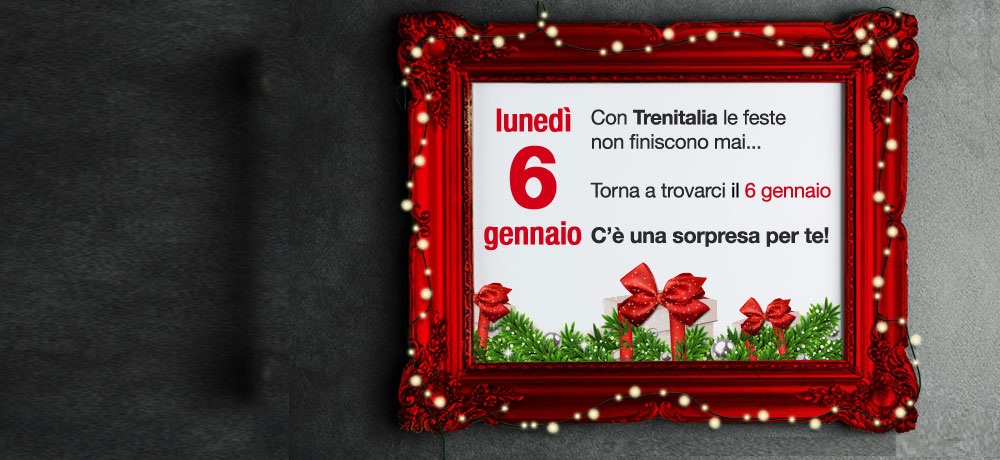 lunedì
6
gennaio
Con Trenitalia le feste
non finiscono mai...
Torna a trovarci il 6 gennaio
C'è una sorpresa per te!